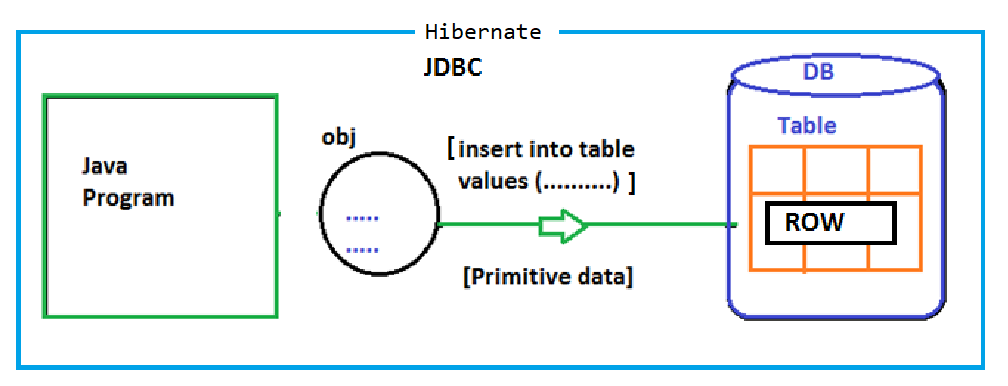 Hibernate
JDBC
DB
Table
obj
[insert into table
values (..........) ]
Java
Program
.....
.....
ROW
[Primitive data]